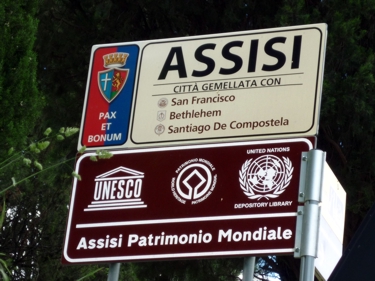 ASSISI
CITTÀ GEMELLATA CON
San Francisco
Bethlehem
Santiago De Compostela
PAX
ET
BONUM
UNESCO
PATRIMONIO MONDIALE
UNITED NATIONS
DEPOSITORY LIBRARY
Assisi Patrimonio Mondiale